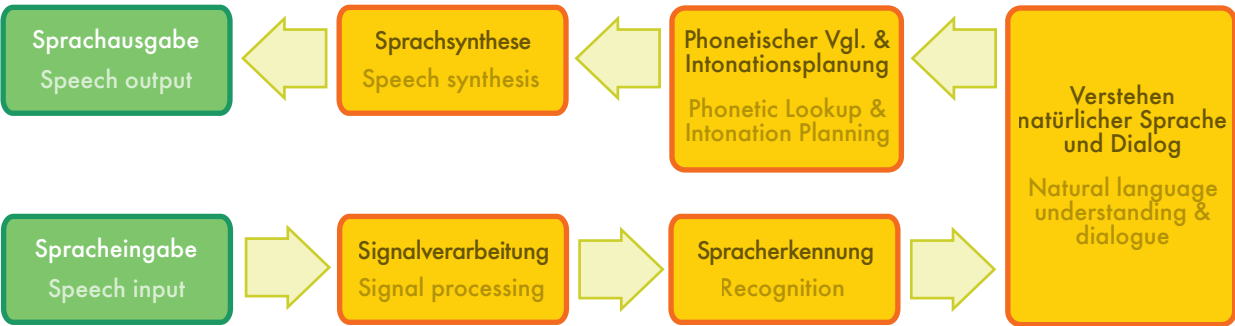 Sprachausgabe
Speech output
Sprachsynthese
Speech synthesis
Phonetischer Vgl. &
Intonationsplanung
Phonetic Lookup &
Intonation Planning
Verstehen
natürlicher Sprache
und Dialog
Natural language
understanding &
dialogue
Spracheingabe
Speech input
Signalverarbeitung
Signal processing
Spracherkennung
Recognition